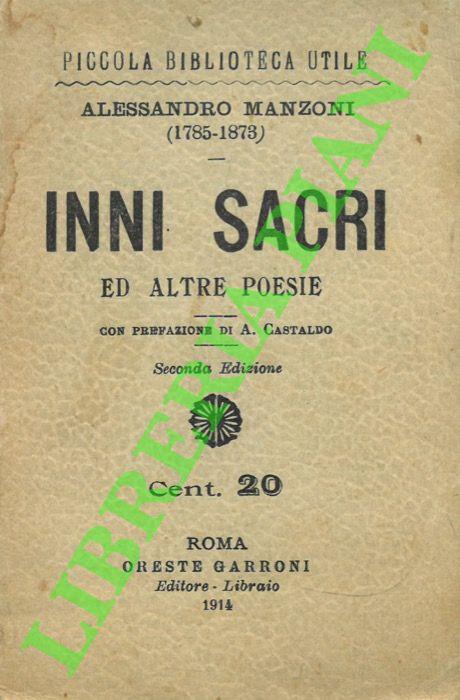 PICCOLA BIBLIOTECA UTILE
ALESSANDRO MANZONI
(1785-1873)
INNI SACRI
ED ALTRE POESIE
CON PREFAZIONE DI A. CASTALDO
Seconda Edizione
Cent. 20
ROMA
ORESTE GARRONI
Editore - Libraio
1914
LIBRERIA PIANI